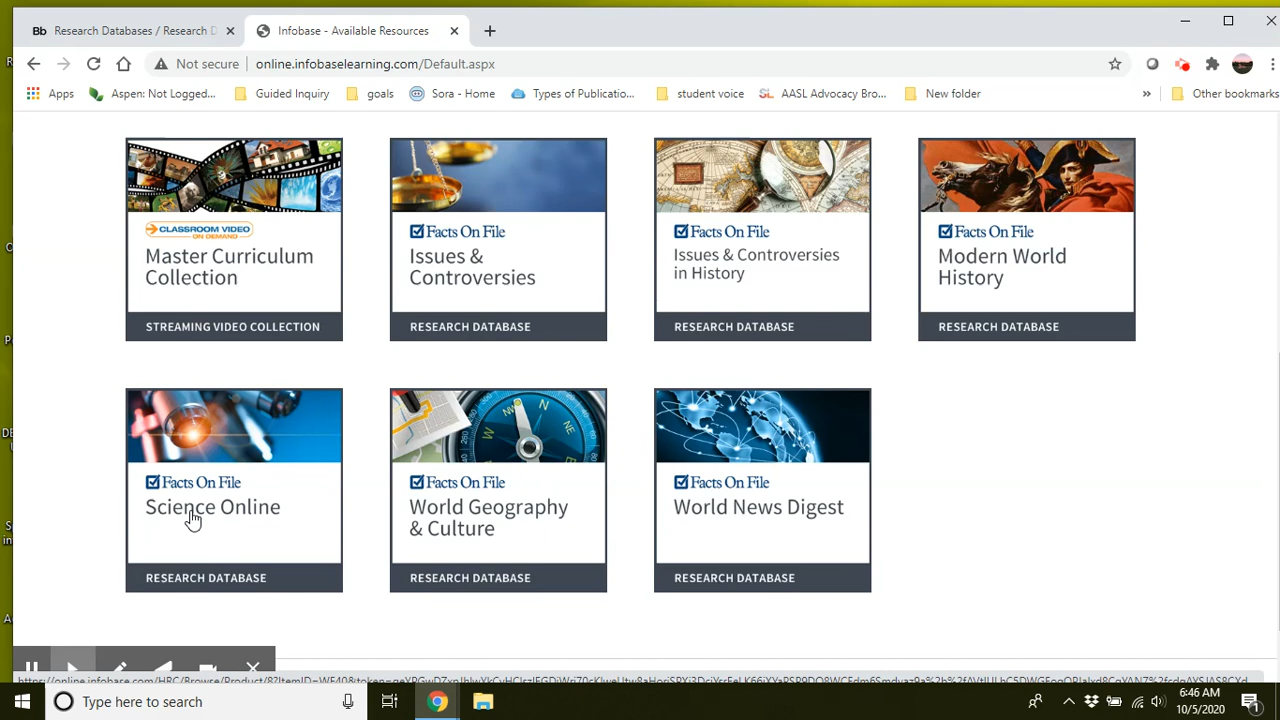 Bb Research Databases / Research D
Infobase - Available Resources
Not secure
online.infobaselearning.com/Default.aspx
Apps
Aspen: Not Logged...
Guided Inquiry
goals
Sora - Home
Types of Publicatio...
student voice
SL AASL Advocacy Bro...
New folder
»
Other bookmarks
CLASSROOM VIDEO
ON DEMAND
Master Curriculum
Collection
STREAMING VIDEO COLLECTION
Facts On File
Issues &
Controversies
RESEARCH DATABASE
Facts On File
Issues & Controversies
in History
RESEARCH DATABASE
Facts On File
Modern World
History
RESEARCH DATABASE
Facts On File
Science Online
RESEARCH DATABASE
N
NW
NE
W
E
Facts On File
World Geography
& Culture
RESEARCH DATABASE
Facts On File
World News Digest
RESEARCH DATABASE
Type here to search
6:46 AM
10/5/2020
1